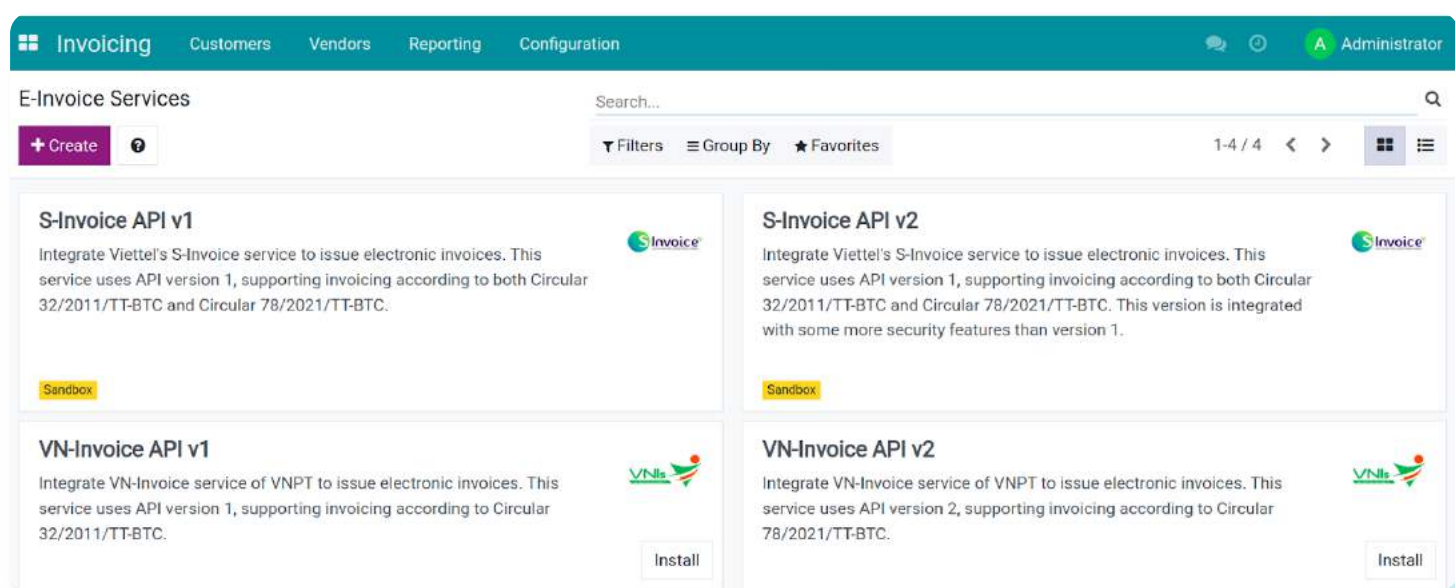 Invoicing Customers Vendors Reporting Configuration A Administrator
E-Invoice Services
Search...
+ Create
Filters Group By Favorites
1-4 / 4
S-Invoice API v1
SInvoice
Integrate Viettel's S-Invoice service to issue electronic invoices. This
service uses API version 1, supporting invoicing according to both Circular
32/2011/TT-BTC and Circular 78/2021/TT-BTC.
Sandbox
S-Invoice API v2
SInvoice
Integrate Viettel's S-Invoice service to issue electronic invoices. This
service uses API version 1, supporting invoicing according to both Circular
32/2011/TT-BTC and Circular 78/2021/TT-BTC. This version is integrated
with some more security features than version 1.
Sandbox
VN-Invoice API v1
VNIs
Integrate VN-Invoice service of VNPT to issue electronic invoices. This
service uses API version 1, supporting invoicing according to Circular
32/2011/TT-BTC.
Install
VN-Invoice API v2
VNIs
Integrate VN-Invoice service of VNPT to issue electronic invoices. This
service uses API version 2, supporting invoicing according to Circular
78/2021/TT-BTC.
Install